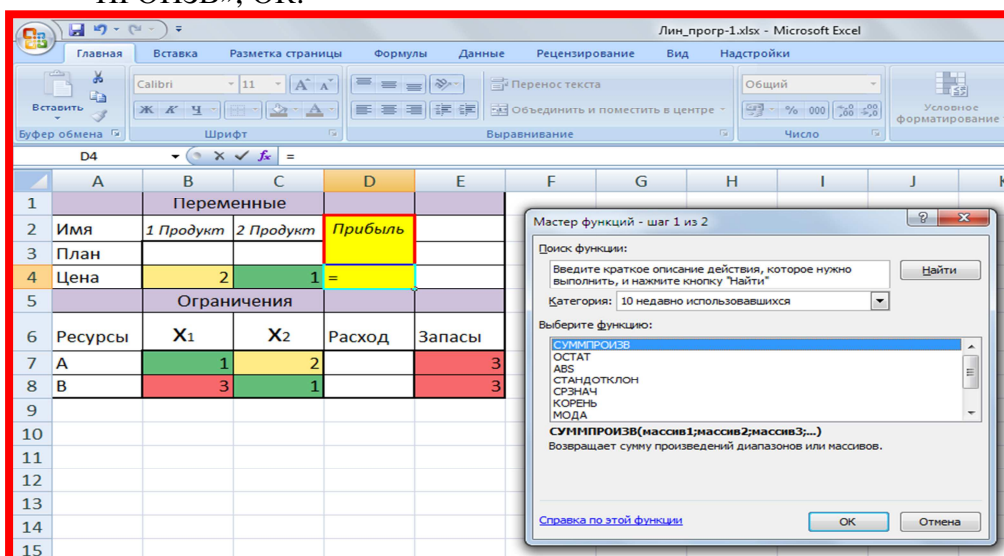 ПРОИЗВ», ОК.
Лин_прогр-1.xlsx - Microsoft Excel
Главная Вставка Разметка страницы Формулы Данные Рецензирование Вид Надстройки
Вставить
Calibri 11
Ж К Ч
Перенос текста
Объединить и поместить в центре
Общий
% 000
Условное форматирование
Буфер обмена Шрифт Выравнивание Число
D4 fx =
A B C D E F G H I J
1 Переменные
2 Имя 1 Продукт 2 Продукт Прибыль
3 План
4 Цена 2 1 =
5 Ограничения
6 Ресурсы X1 X2 Расход Запасы
7 A 1 2 3
8 B 3 1 3
9
10
11
12
13
14
15
Мастер функций - шаг 1 из 2
Поиск функции:
Введите краткое описание действия, которое нужно
выполнить, и нажмите кнопку "Найти"
Найти
Категория: 10 недавно использовавшихся
Выберите функцию:
СУММПРОИЗВ
ОСТАТ
ABS
СТАНДОТКЛОН
СРЗНАЧ
КОРЕНЬ
МОДА
СУММПРОИЗВ(массив1;массив2;массив3;...)
Возвращает сумму произведений диапазонов или массивов.
Справка по этой функции
ОК Отмена